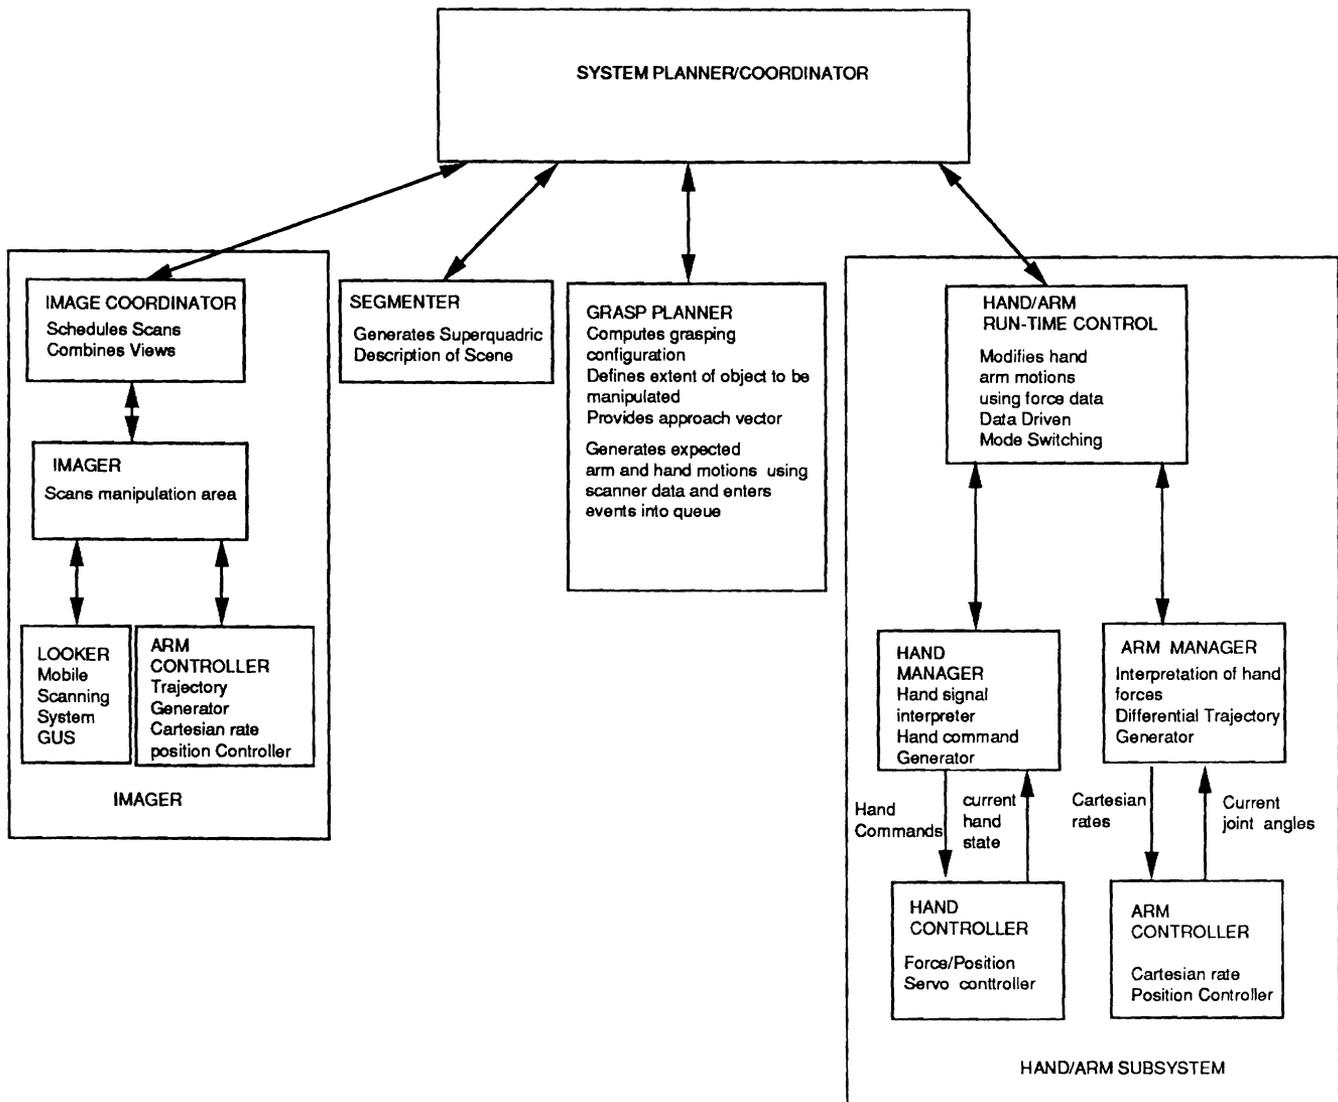 SYSTEM PLANNER/COORDINATOR
IMAGE COORDINATOR
Schedules Scans
Combines Views
IMAGER
Scans manipulation area
LOOKER
Mobile
Scanning
System
GUS
ARM
CONTROLLER
Trajectory
Generator
Cartesian rate
position Controller
IMAGER
SEGMENTER
Generates Superquadric
Description of Scene
GRASP PLANNER
Computes grasping
configuration
Defines extent of object to be
manipulated
Provides approach vector
Generates expected
arm and hand motions using
scanner data and enters
events into queue
HAND/ARM
RUN-TIME CONTROL
Modifies hand
arm motions
using force data
Data Driven
Mode Switching
HAND
MANAGER
Hand signal
interpreter
Hand command
Generator
ARM MANAGER
Interpretation of hand
forces
Differential Trajectory
Generator
Hand
Commands
current
hand
state
Cartesian
rates
Current
joint angles
HAND
CONTROLLER
Force/Position
Servo conttroller
ARM
CONTROLLER
Cartesian rate
Position Controller
HAND/ARM SUBSYSTEM